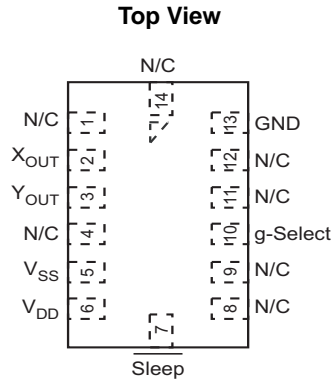 Top View
N/C
14
N/C 1 13 GND
XOUT 2 12 N/C
YOUT 3 11 N/C
N/C 4 10 g-Select
VSS 5 9 N/C
VDD 6 8 N/C
7
Sleep